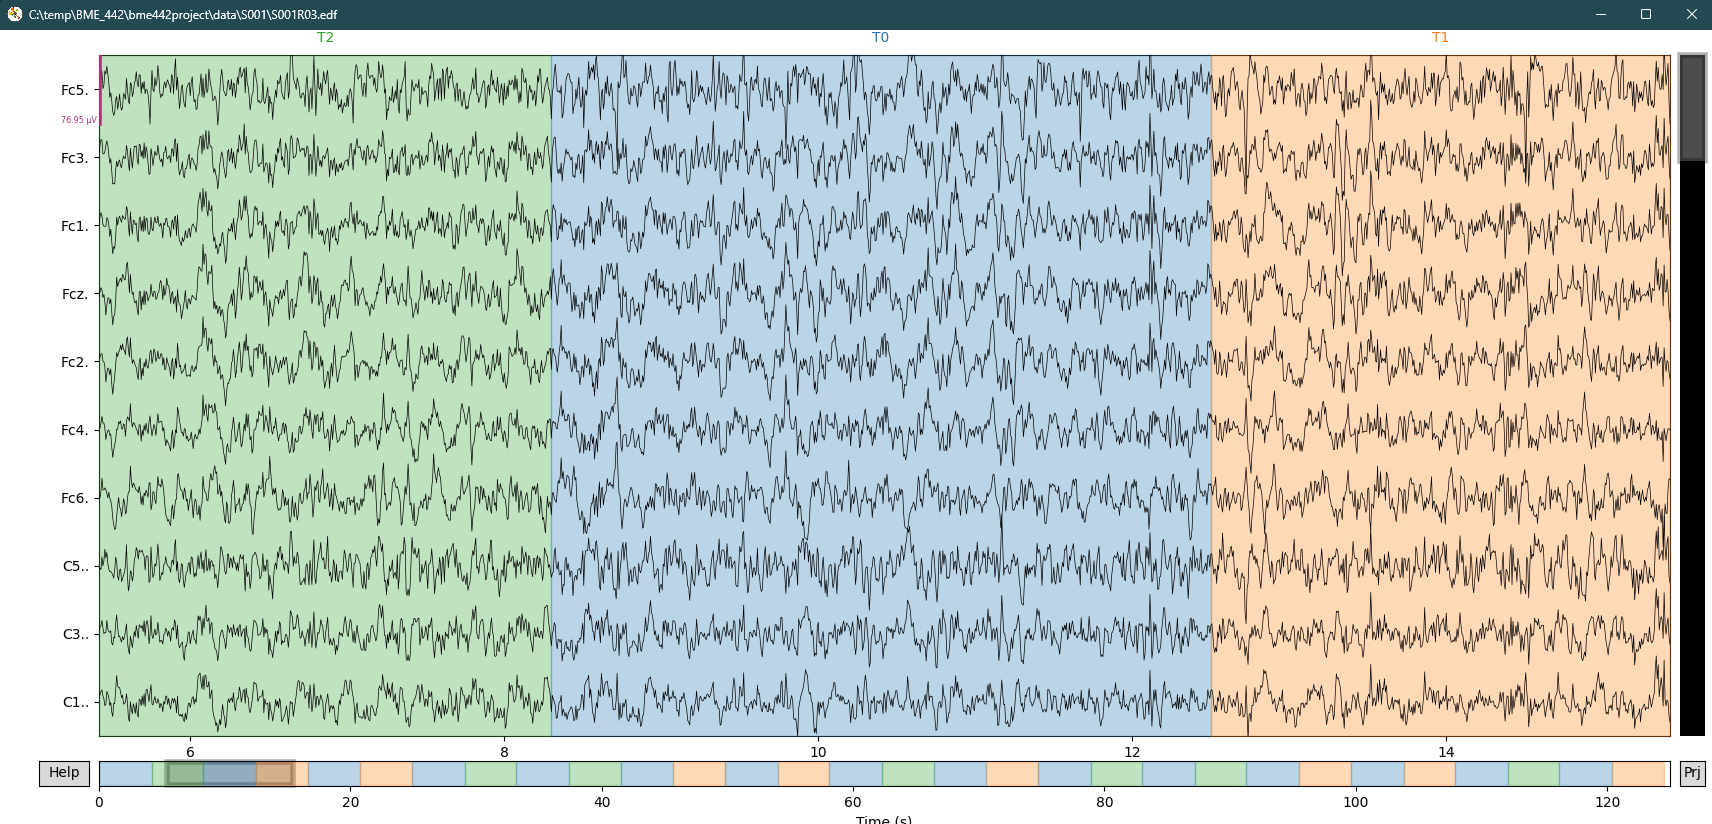 C:\temp\BME_442\bme442project\data\S001\S001R03.edf
T2 T0 T1
Fc5.
76.95 µV
Fc3.
Fc1.
Fcz.
Fc2.
Fc4.
Fc6.
C5..
C3..
C1..
6 8 10 12 14
Help Prj
0 20 40 60 80 100 120
Time (s)